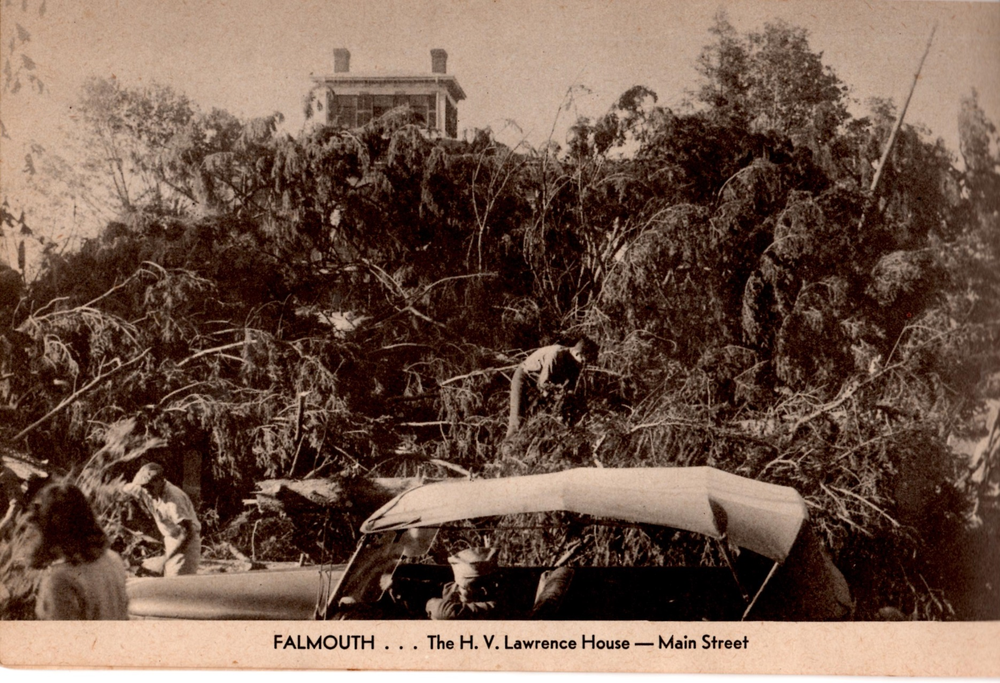 FALMOUTH . . . The H. V. Lawrence House — Main Street